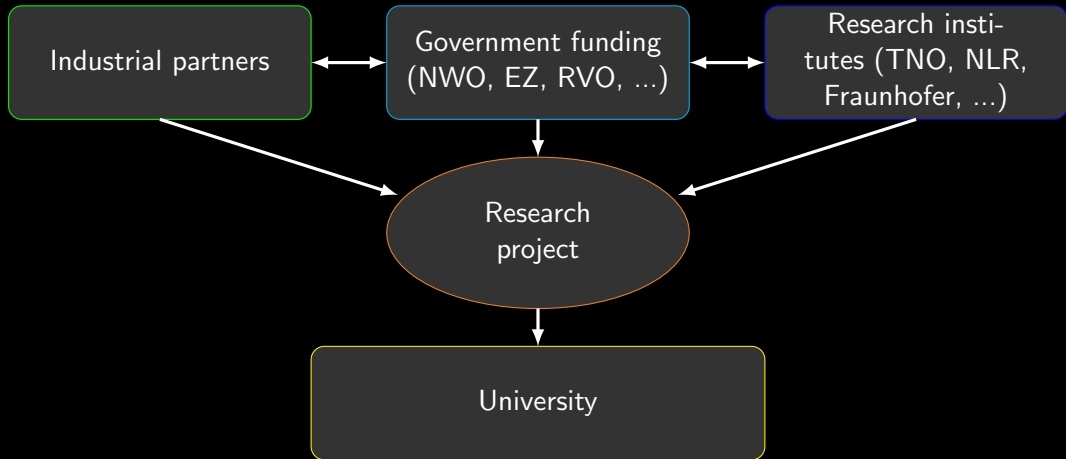 Industrial partners
Government funding
(NWO, EZ, RVO, ...)
Research insti-
tutes (TNO, NLR,
Fraunhofer, ...)
Research
project
University